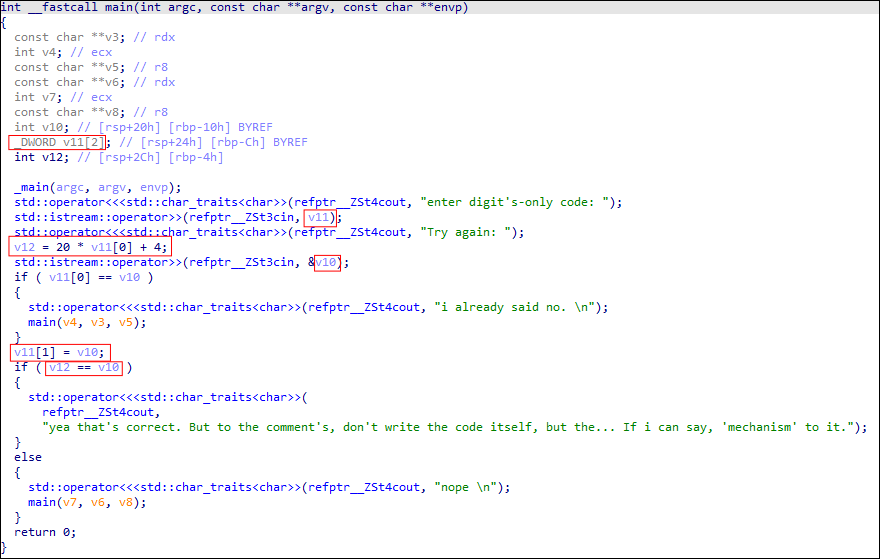 int __fastcall main(int argc, const char **argv, const char **envp)
{
  const char **v3; // rdx
  int v4; // ecx
  const char **v5; // r8
  const char **v6; // rdx
  int v7; // ecx
  const char **v8; // r8
  int v10; // [rsp+20h] [rbp-10h] BYREF
  _DWORD v11[2]; // [rsp+24h] [rbp-Ch] BYREF
  int v12; // [rsp+2Ch] [rbp-4h]

  _main(argc, argv, envp);
  std::operator<<<std::char_traits<char>>(refptr__ZSt4cout, "enter digit's-only code: ");
  std::istream::operator>>(refptr__ZSt3cin, v11);
  std::operator<<<std::char_traits<char>>(refptr__ZSt4cout, "Try again: ");
  v12 = 20 * v11[0] + 4;
  std::istream::operator>>(refptr__ZSt3cin, &v10);
  if ( v11[0] == v10 )
  {
    std::operator<<<std::char_traits<char>>(refptr__ZSt4cout, "i already said no. \n");
    main(v4, v3, v5);
  }
  v11[1] = v10;
  if ( v12 == v10 )
  {
    std::operator<<<std::char_traits<char>>(
      refptr__ZSt4cout,
      "yea that's correct. But to the comment's, don't write the code itself, but the... If i can say, 'mechanism' to it.");
  }
  else
  {
    std::operator<<<std::char_traits<char>>(refptr__ZSt4cout, "nope \n");
    main(v7, v6, v8);
  }
  return 0;
}